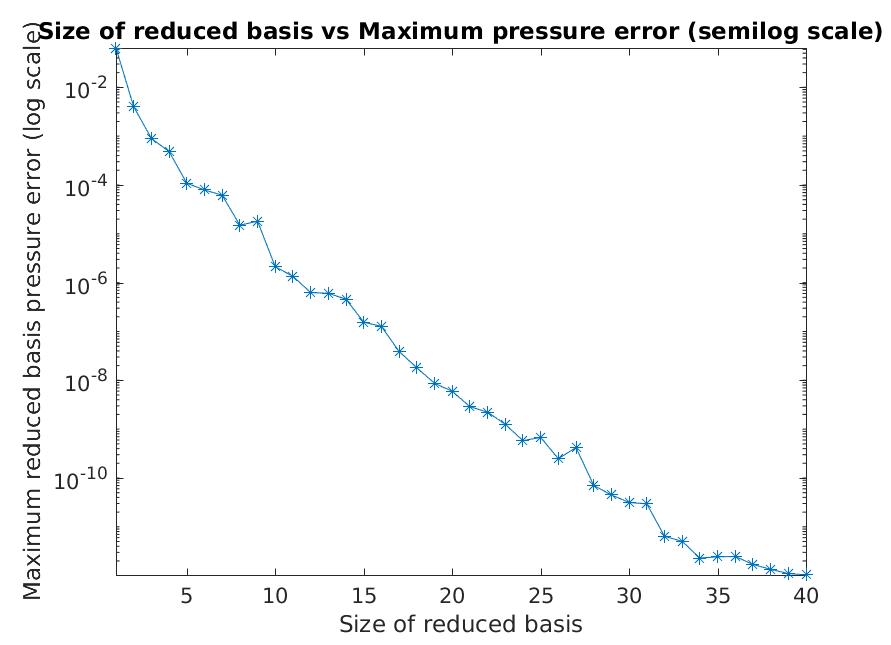 Size of reduced basis vs Maximum pressure error (semilog scale)
Maximum reduced basis pressure error (log scale)
10^-2
10^-4
10^-6
10^-8
10^-10
5 10 15 20 25 30 35 40
Size of reduced basis